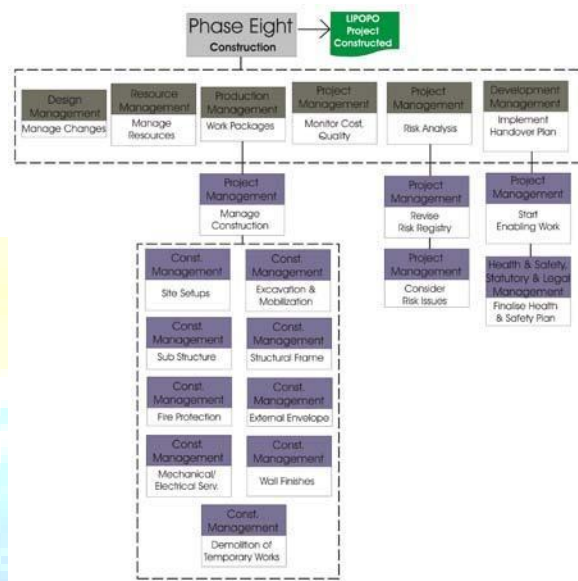 Phase Eight
Construction
LIPOPO
Project
Constructed
Design
Management
Manage Changes
Resource
Management
Manage
Resources
Production
Management
Work Packages
Project
Management
Monitor Cost,
Quality
Project
Management
Risk Analysis
Development
Management
Implement
Handover Plan
Project
Management
Manage
Construction
Project
Management
Revise
Risk Registry
Project
Management
Start
Enabling Work
Project
Management
Consider
Risk Issues
Health & Safety,
Statutory & Legal
Management
Finalise Health
& Safety Plan
Const.
Management
Site Setups
Const.
Management
Excavation &
Mobilization
Const.
Management
Sub Structure
Const.
Management
Structural Frame
Const.
Management
Fire Protection
Const.
Management
External Envelope
Const.
Management
Mechanical/
Electrical Serv.
Const.
Management
Wall Finishes
Const.
Management
Demolition of
Temporary Works